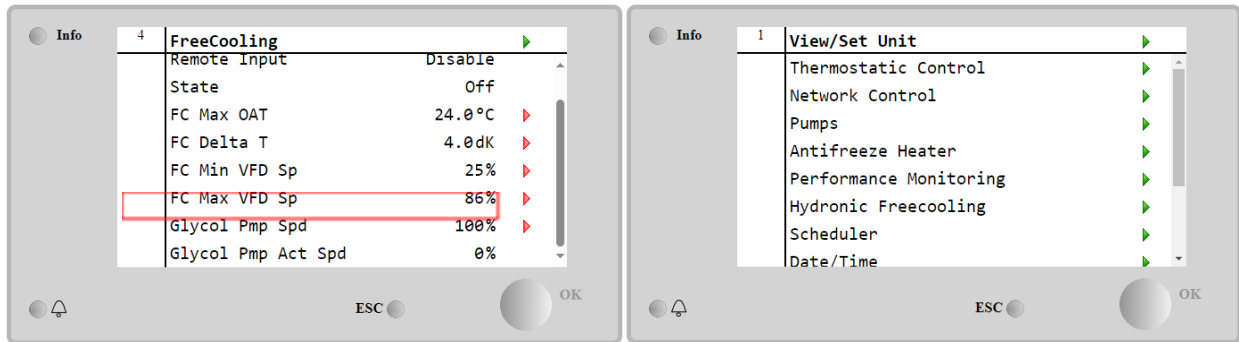 Info
4 FreeCooling
Remote Input Disable
State Off
FC Max OAT 24.0°C
FC Delta T 4.0dK
FC Min VFD Sp 25%
FC Max VFD Sp 86%
Glycol Pmp Spd 100%
Glycol Pmp Act Spd 0%
ESC
OK
Info
1 View/Set Unit
Thermostatic Control
Network Control
Pumps
Antifreeze Heater
Performance Monitoring
Hydronic Freecooling
Scheduler
Date/Time
ESC
OK